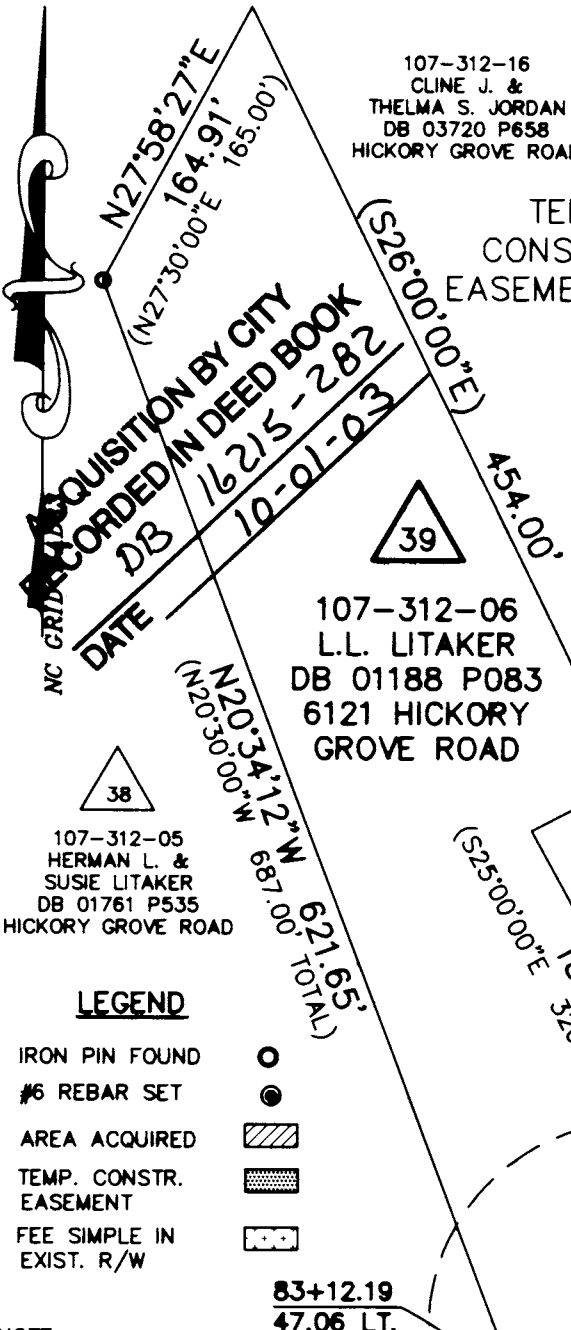 N27°58'27"E
164.91'
(N27°30'00"E 165.00')
107-312-16
CLINE J. &
THELMA S. JORDAN
DB 03720 P658
HICKORY GROVE ROAD
CONS
EASEME
(S26°00'00"E)
454.00'
ACQUISITION BY CITY
RECORDED IN DEED BOOK
DB 16215-282
DATE 10-01-03
NC GRID
39
107-312-06
L.L. LITAKER
DB 01188 P083
6121 HICKORY
GROVE ROAD
N20°34'12"W 621.65'
(N20°30'00"W 687.00' TOTAL)
38
107-312-05
HERMAN L. &
SUSIE LITAKER
DB 01761 P535
HICKORY GROVE ROAD
(S25°00'00"E
LEGEND
IRON PIN FOUND
#6 REBAR SET
AREA ACQUIRED
TEMP. CONSTR.
EASEMENT
FEE SIMPLE IN
EXIST. R/W
83+12.19
47.06 LT.